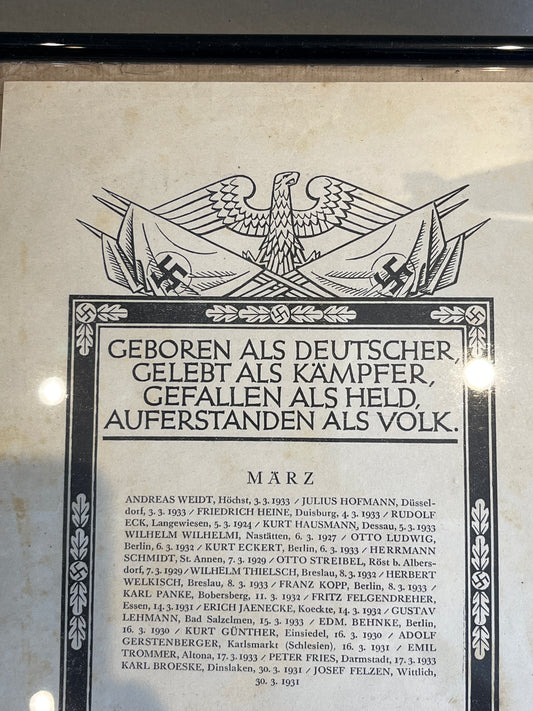 GEBOREN ALS DEUTSCHER,
GELEBT ALS KÄMPFER,
GEFALLEN ALS HELD,
AUFERSTANDEN ALS VOLK.
MÄRZ
ANDREAS WEIDT, Höchst, 3. 3. 1933 / JULIUS HOFMANN, Düssel-
dorf, 3. 3. 1933 / FRIEDRICH HEINE, Duisburg, 4. 3. 1933 / RUDOLF
ECK, Langewiesen, 5. 3. 1924 / KURT HAUSMANN, Dessau, 5. 3. 1933
WILHELM WILHELMI, Nastätten, 6. 3. 1927 / OTTO LUDWIG,
Berlin, 6. 3. 1932 / KURT ECKERT, Berlin, 6. 3. 1933 / HERRMANN
SCHMIDT, St. Annen, 7. 3. 1929 / OTTO STREIBEL, Röst b. Albers-
dorf, 7. 3. 1929 / WILHELM THIELSCH, Breslau, 8. 3. 1932 / HERBERT
WELKISCH, Breslau, 8. 3. 1933 / FRANZ KOPP, Berlin, 8. 3. 1933 /
KARL PANKE, Bobersberg, 11. 3. 1932 / FRITZ FELGENDREHER,
Essen, 14. 3. 1931 / ERICH JAENECKE, Koeckte, 14. 3. 1932 / GUSTAV
LEHMANN, Bad Salzelmen, 15. 3. 1933 / EDM. BEHNKE, Berlin,
16. 3. 1930 / KURT GÜNTHER, Einsiedel, 16. 3. 1930 / ADOLF
GERSTENBERGER, Karlsmarkt (Schlesien), 16. 3. 1931 / EMIL
TROMMER, Altona, 17. 3. 1933 / PETER FRIES, Darmstadt, 17. 3. 1933
KARL BROESKE, Dinslaken, 30. 3. 1931 / JOSEF FELZEN, Wittlich,
30. 3. 1931